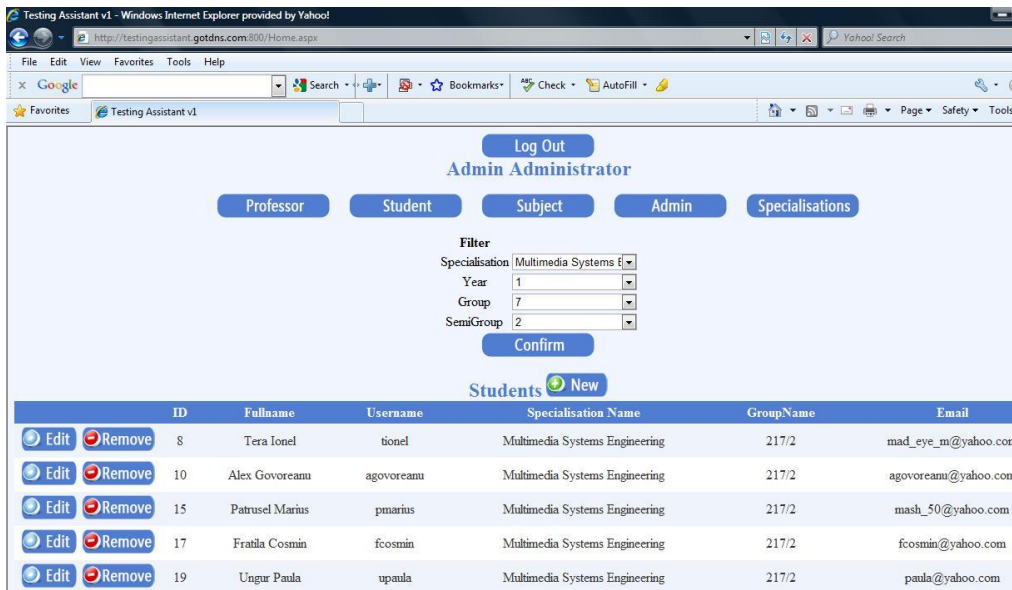 Testing Assistant v1 - Windows Internet Explorer provided by Yahoo!
http://testingassistant.gotdns.com:800/Home.aspx Yahoo! Search
File Edit View Favorites Tools Help
x Google Search Bookmarks Check AutoFill
Favorites Testing Assistant v1 Page Safety Tools
Log Out
Admin Administrator
Professor Student Subject Admin Specialisations
Filter
Specialisation Multimedia Systems E
Year 1
Group 7
SemiGroup 2
Confirm
Students New
ID Fullname Username Specialisation Name GroupName Email
Edit Remove 8 Tera Ionel tionel Multimedia Systems Engineering 217/2 mad_eye_m@yahoo.com
Edit Remove 10 Alex Govoreanu agovoreanu Multimedia Systems Engineering 217/2 agovoreanu@yahoo.com
Edit Remove 15 Patrusel Marius pmarius Multimedia Systems Engineering 217/2 mash_50@yahoo.com
Edit Remove 17 Fratila Cosmin fcosmin Multimedia Systems Engineering 217/2 fcosmin@yahoo.com
Edit Remove 19 Ungur Paula upaula Multimedia Systems Engineering 217/2 paula@yahoo.com